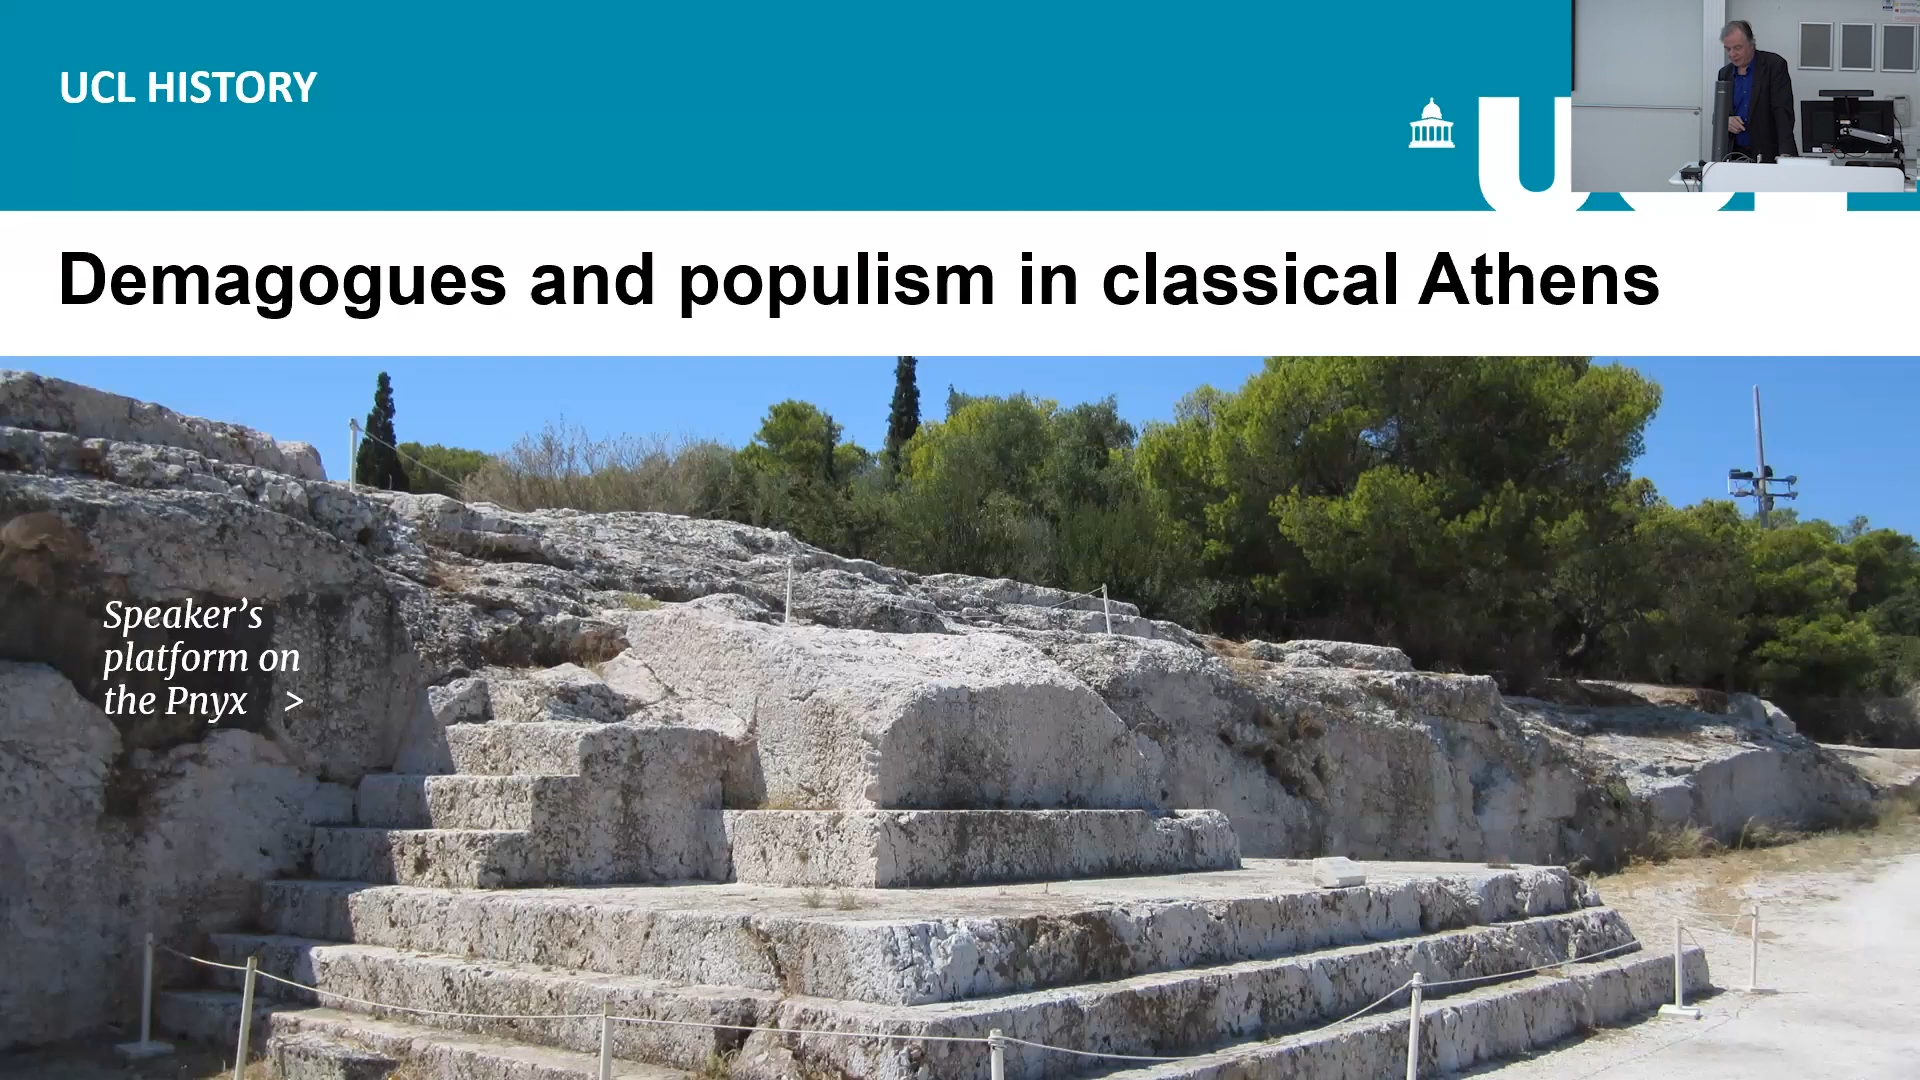 UCL HISTORY
Demagogues and populism in classical Athens
Speaker’s
platform on
the Pnyx >